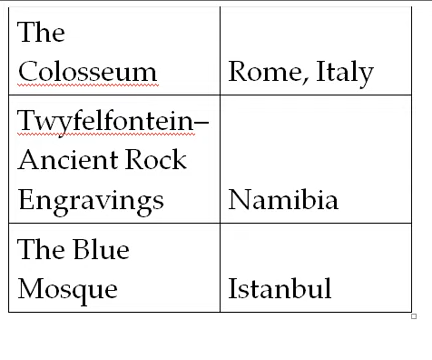 The
Colosseum
Rome, Italy
Twyfelfontein–
Ancient Rock
Engravings
Namibia
The Blue
Mosque
Istanbul